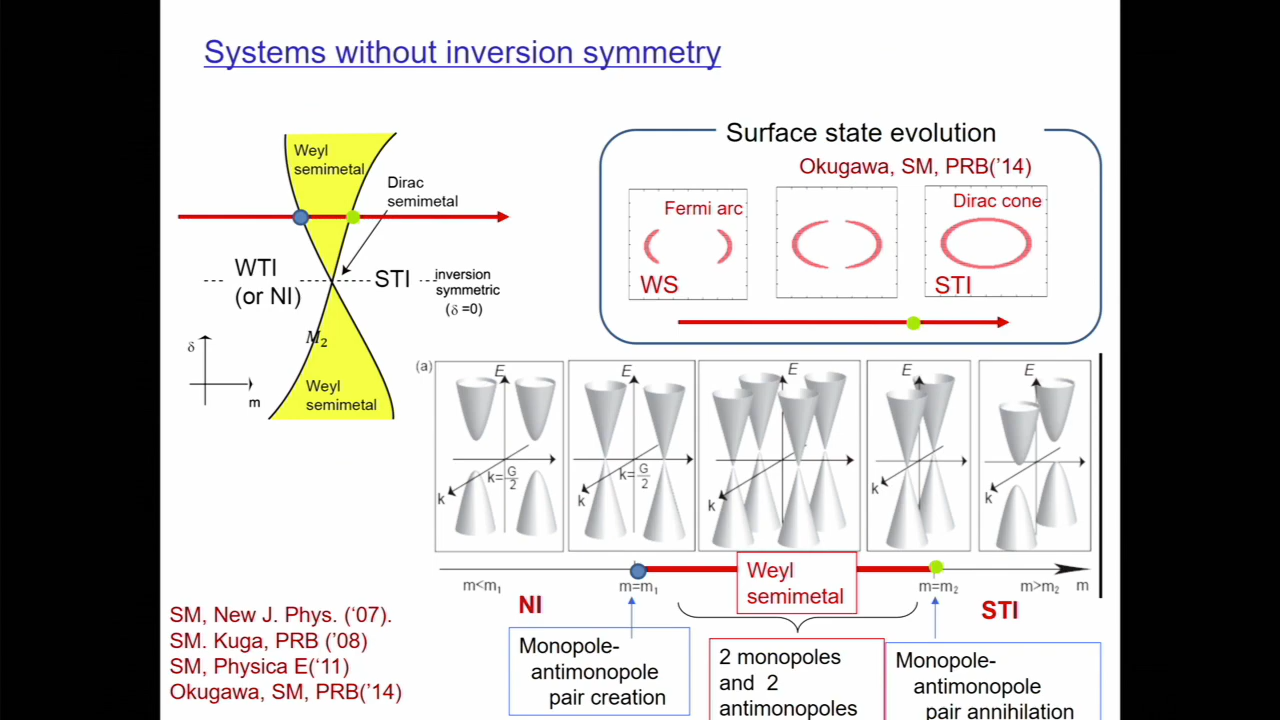 Systems without inversion symmetry
Weyl
semimetal
Dirac
semimetal
WTI
(or NI)
STI
inversion
symmetric
(δ =0)
M₂
δ
m
Weyl
semimetal
Surface state evolution
Okugawa, SM, PRB('14)
Fermi arc
WS
Dirac cone
STI
(a)
E
k=G/2
k
E
k=G/2
k
E
k
E
k
E
k
m<m₁
m=m₁
Weyl
semimetal
m=m₂
m>m₂
m
NI
STI
Monopole-
antimonopole
pair creation
2 monopoles
and 2
antimonopoles
Monopole-
antimonopole
pair annihilation
SM, New J. Phys. ('07).
SM. Kuga, PRB ('08)
SM, Physica E('11)
Okugawa, SM, PRB('14)